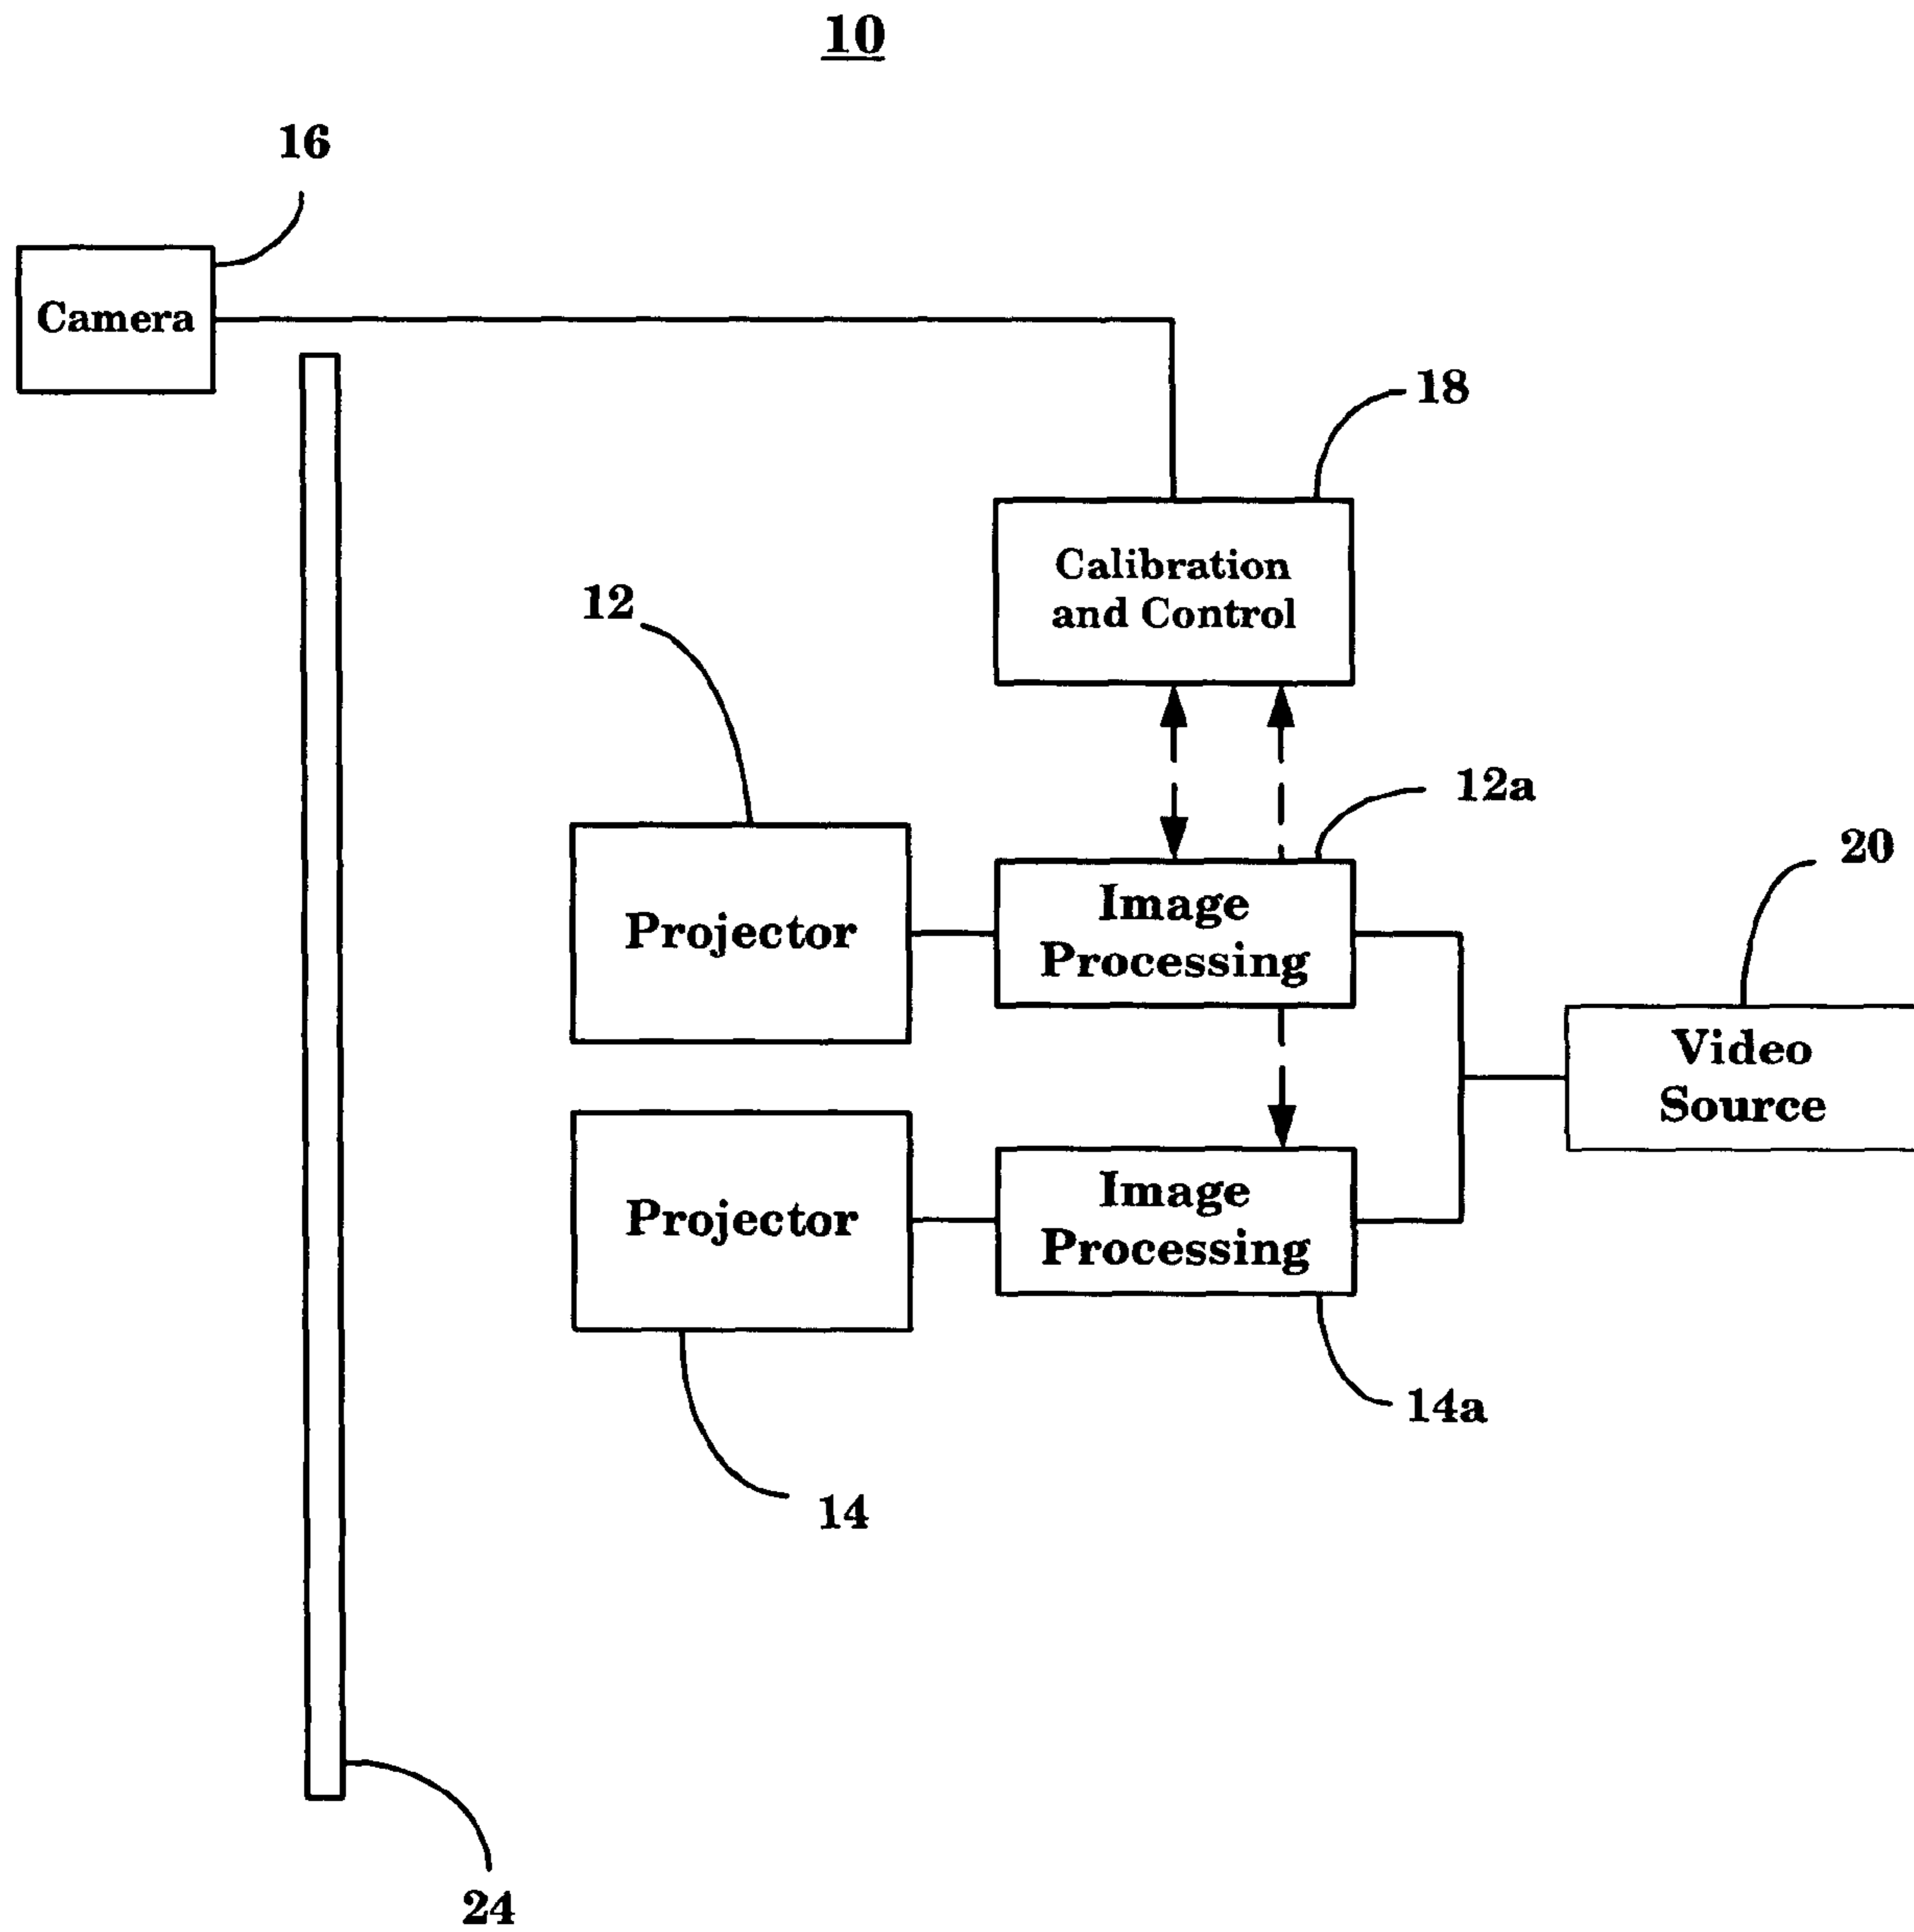 10
16
Camera
18
Calibration
and Control
12
12a
20
Projector
Image
Processing
Video
Source
Projector
Image
Processing
14a
14
24